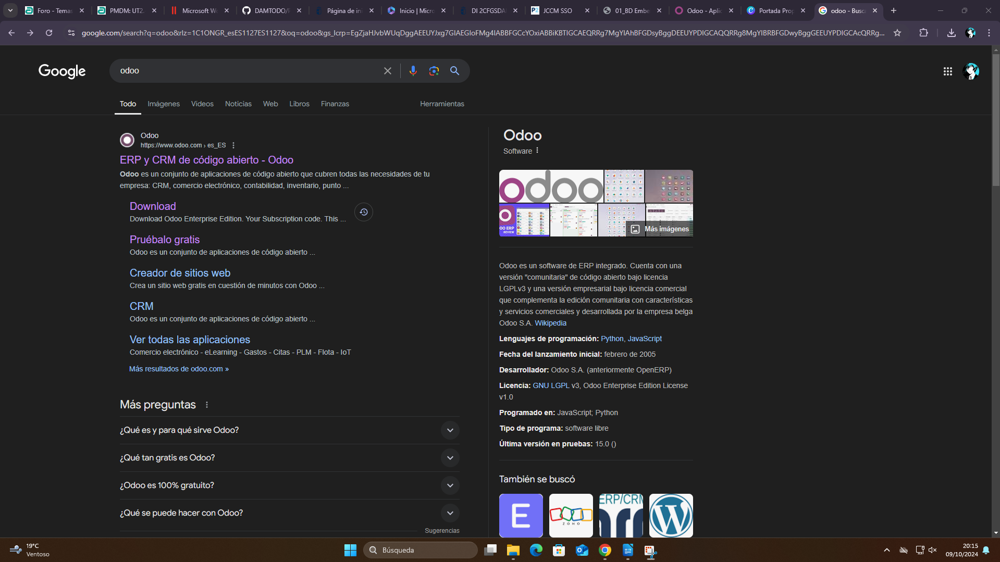 Foro - Temas
PMDM: UT2.
Microsoft Wo
DAMTODO/P
Página de ini
Inicio | Micro
DI 2CFGSDA
JCCM SSO
01_BD Embe
Odoo - Aplic
Portada Prop
odoo - Busca
google.com/search?q=odoo&rlz=1C1ONGR_esES1127ES1127&oq=odoo&gs_lcrp=EgZjaHJvbWUqDggAEEUYJxg7GIAEGIoFMg4IABBFGCcYOxiABBiKBTIGCAEQRRg7MgYIAhBFGDsyBggDEEUYPDIGCAQQRRg8MgYIBRBFGDwyBggGEEUYPDIGCAcQRRg...
Google
odoo
Todo
Imágenes
Vídeos
Noticias
Web
Libros
Finanzas
Herramientas
Odoo
https://www.odoo.com › es_ES
ERP y CRM de código abierto - Odoo
Odoo es un conjunto de aplicaciones de código abierto que cubren todas las necesidades de tu
empresa: CRM, comercio electrónico, contabilidad, inventario, punto ...
Download
Download Odoo Enterprise Edition. Your Subscription code. This ...
Pruébalo gratis
Odoo es un conjunto de aplicaciones de código abierto ...
Creador de sitios web
Crea un sitio web gratis en cuestión de minutos con Odoo ...
CRM
Odoo es un conjunto de aplicaciones de código abierto ...
Ver todas las aplicaciones
Comercio electrónico - eLearning - Gastos - Citas - PLM - Flota - IoT
Más resultados de odoo.com »
Más preguntas
¿Qué es y para qué sirve Odoo?
¿Qué tan gratis es Odoo?
¿Odoo es 100% gratuito?
¿Qué se puede hacer con Odoo?
Sugerencias
Odoo
Software
odoo
OO ERP
REVIEW
Más imágenes
Odoo es un software de ERP integrado. Cuenta con una
versión "comunitaria" de código abierto bajo licencia
LGPLv3 y una versión empresarial bajo licencia comercial
que complementa la edición comunitaria con características
y servicios comerciales y desarrollada por la empresa belga
Odoo S.A. Wikipedia
Lenguajes de programación: Python, JavaScript
Fecha del lanzamiento inicial: febrero de 2005
Desarrollador: Odoo S.A. (anteriormente OpenERP)
Licencia: GNU LGPL v3, Odoo Enterprise Edition License
v1.0
Programado en: JavaScript; Python
Tipo de programa: software libre
Última versión en pruebas: 15.0 ()
También se buscó
E
ZOHO
ERP/CRM
W
19°C
Ventoso
Búsqueda
20:15
09/10/2024